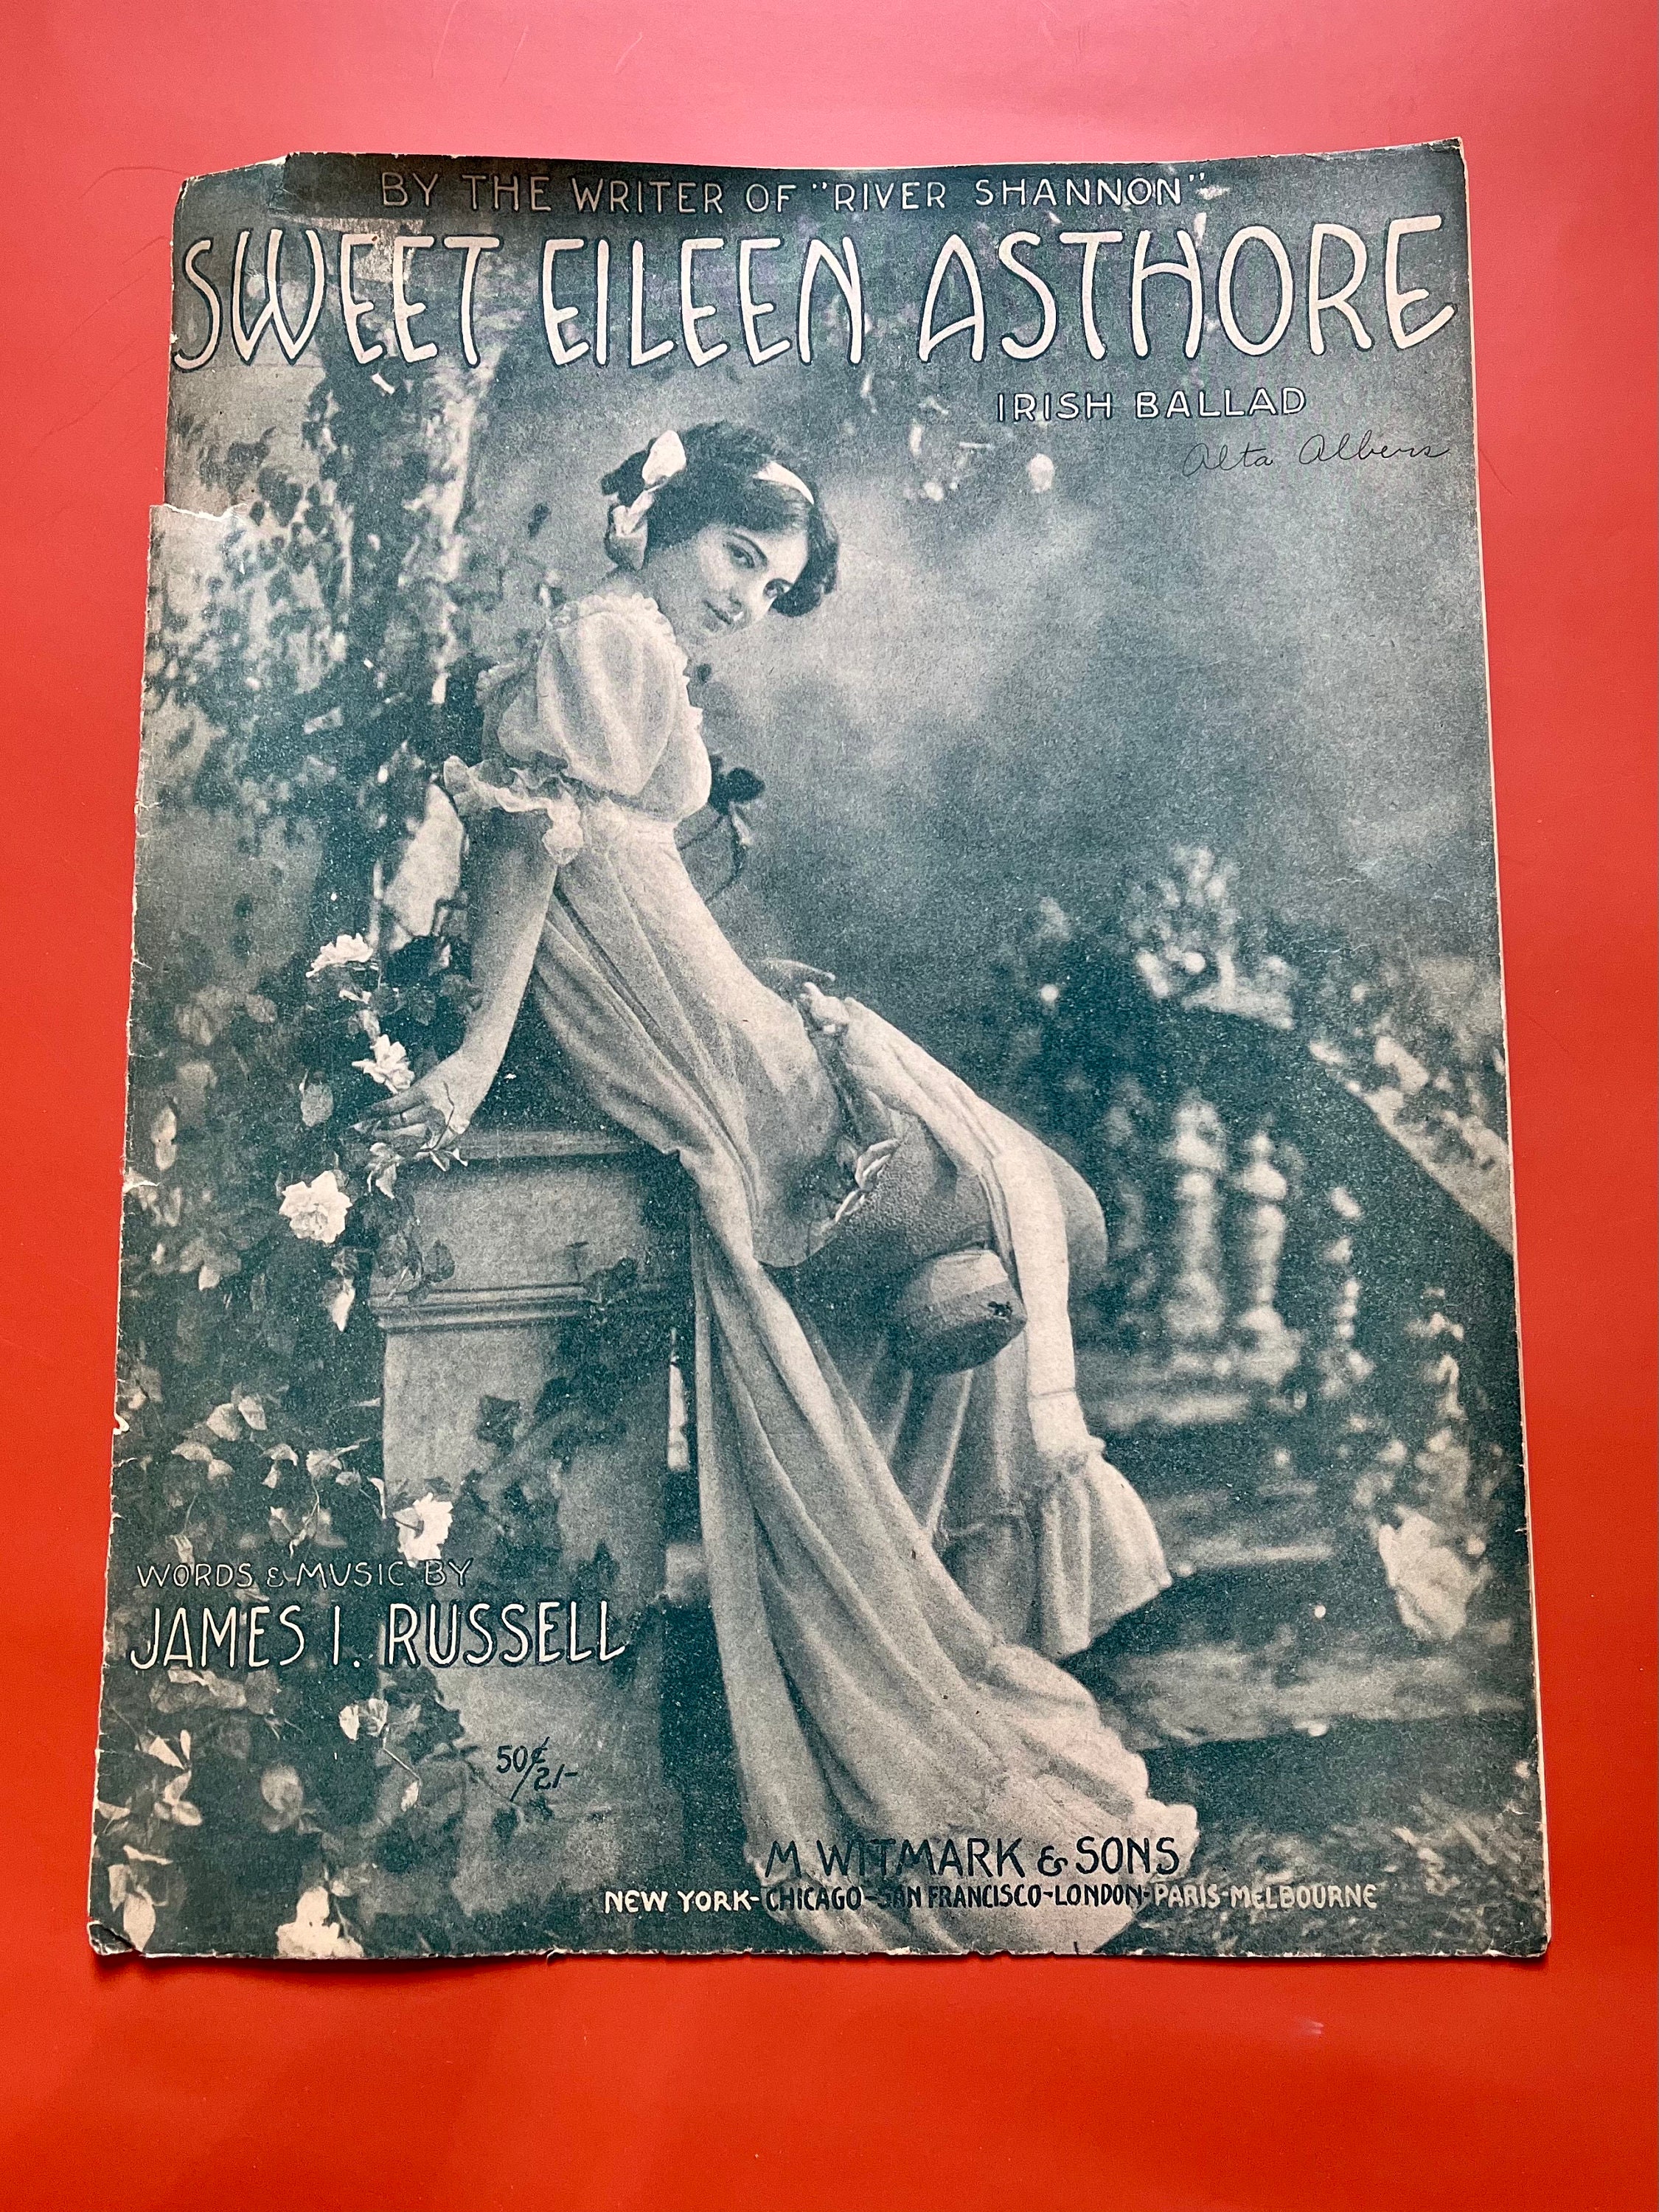 BY THE WRITER OF "RIVER SHANNON"
SWEET EILEEN ASTHORE
IRISH BALLAD
Alta Albers
WORDS & MUSIC BY
JAMES I. RUSSELL
50¢/2/-
M. WITMARK & SONS
NEW YORK-CHICAGO-SAN FRANCISCO-LONDON-PARIS-MELBOURNE